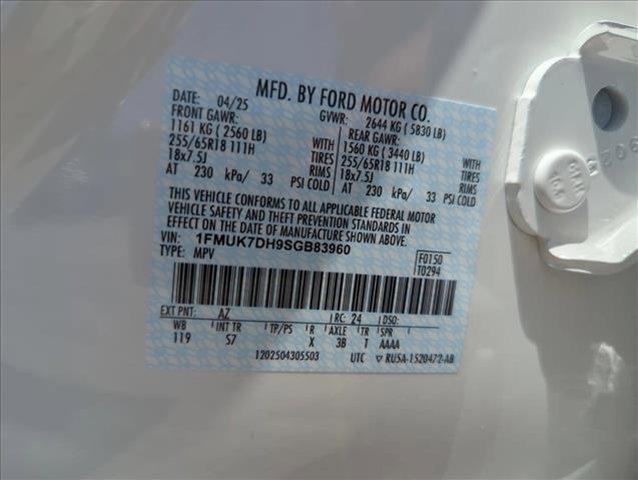 MFD. BY FORD MOTOR CO.
DATE: 04/25 GVWR: 2644 KG ( 5830 LB)
FRONT GAWR: REAR GAWR:
1161 KG ( 2560 LB) WITH 1560 KG ( 3440 LB) WITH
255/65R18 111H TIRES 255/65R18 111H TIRES
18x7.5J RIMS 18x7.5J RIMS
AT 230 kPa/ 33 PSI COLD AT 230 kPa/ 33 PSI COLD
THIS VEHICLE CONFORMS TO ALL APPLICABLE FEDERAL MOTOR
VEHICLE SAFETY AND THEFT PREVENTION STANDARDS IN
EFFECT ON THE DATE OF MANUFACTURE SHOWN ABOVE.
VIN: 1FMUK7DH9SGB83960
TYPE: MPV
F0150
T0294
EXT PNT: AZ RC: 24 DSO:
WB INT TR TP/PS R AXLE TR SPR
119 S7 X 3B T AAAA
1202504305503 UTC RU5A-1520472-AB